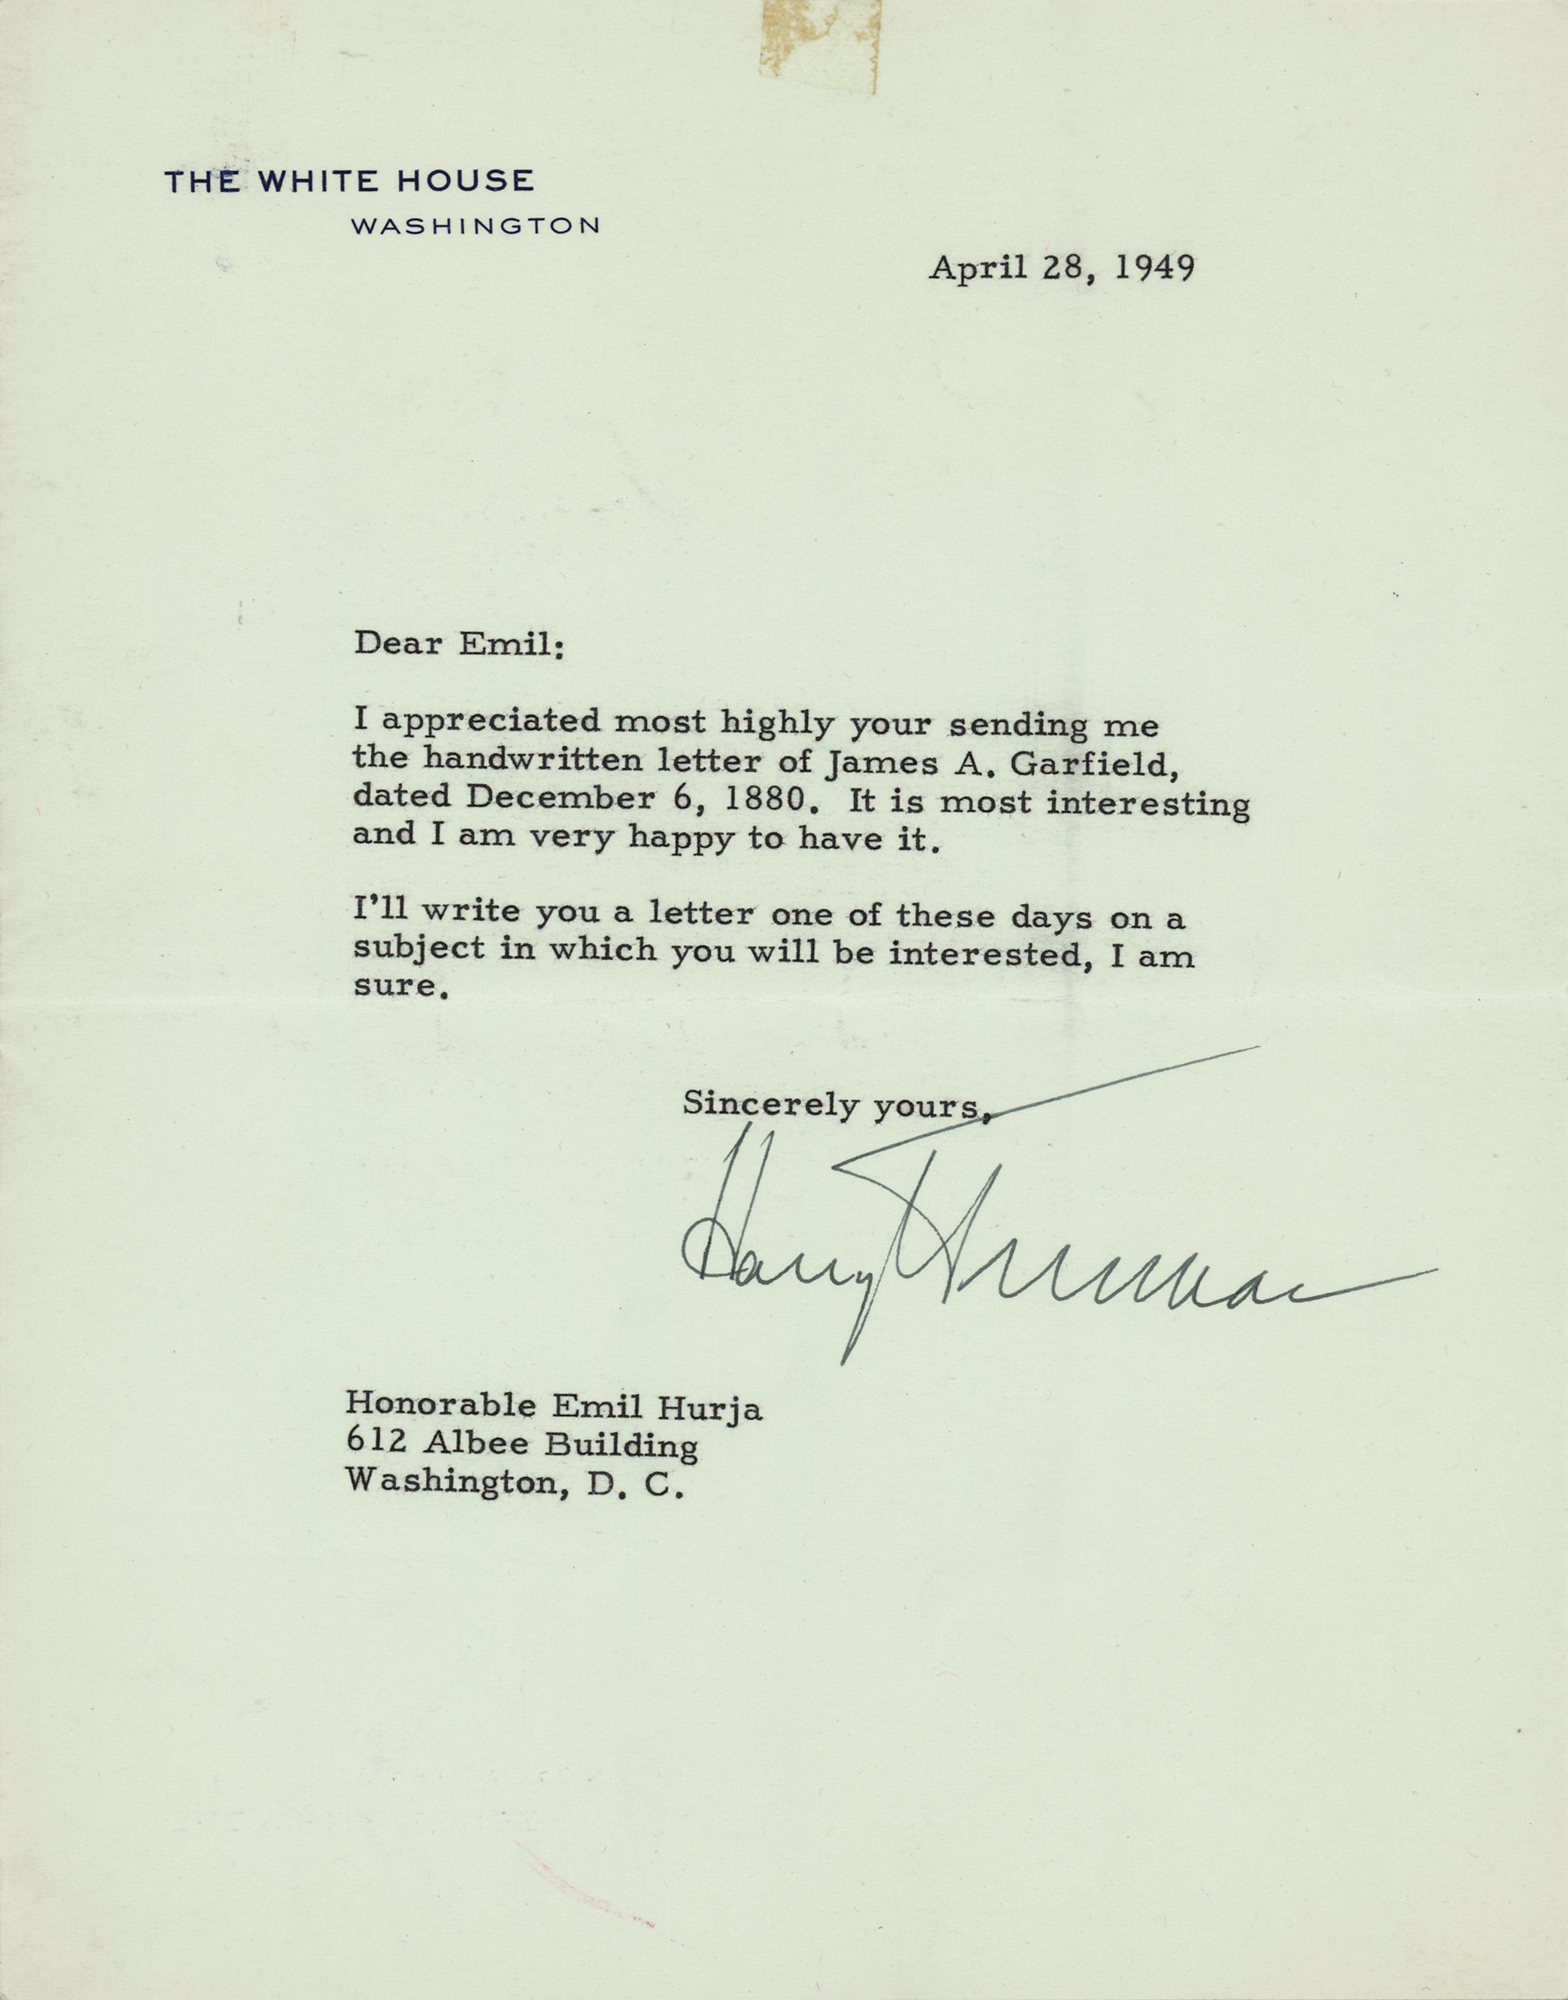 THE WHITE HOUSE
WASHINGTON
April 28, 1949
Dear Emil:
I appreciated most highly your sending me
the handwritten letter of James A. Garfield,
dated December 6, 1880. It is most interesting
and I am very happy to have it.
I'll write you a letter one of these days on a
subject in which you will be interested, I am
sure.
Sincerely yours,
Harry Truman
Honorable Emil Hurja
612 Albee Building
Washington, D. C.